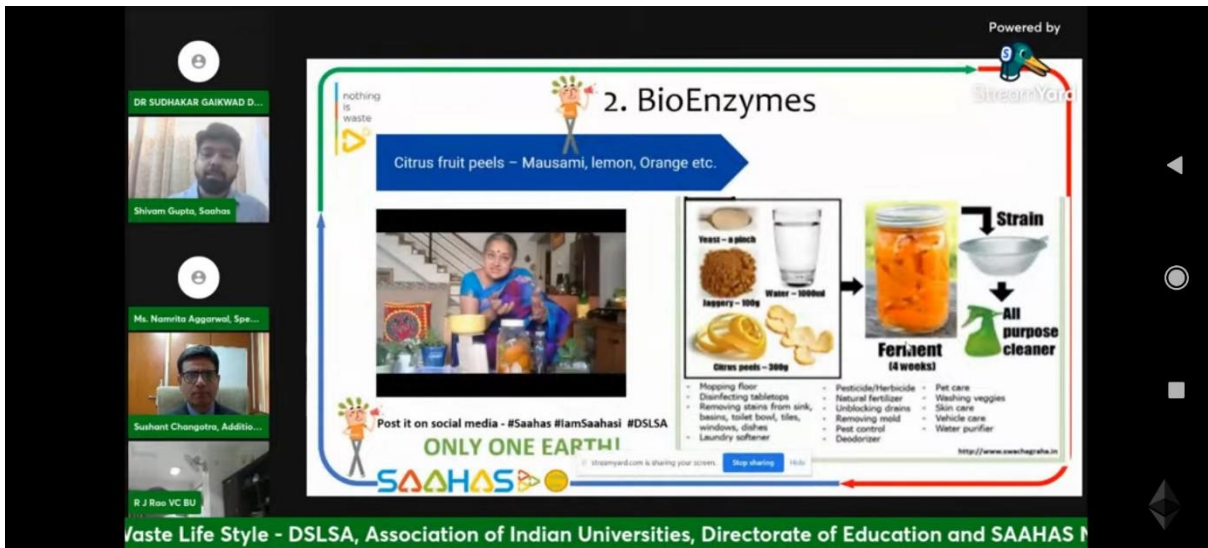 Powered by
StreamYard
DR SUDHAKAR GAIKWAD D...
Shivam Gupta, Saahas
Ms. Namrita Aggarwal, Spe...
Sushant Changotra, Additio...
R J Rao VC BU
nothing
is
waste
2. BioEnzymes
Citrus fruit peels – Mausami, lemon, Orange etc.
Yeast – a pinch
Water – 1000ml
Jaggery – 100g
Citrus peels – 300g
Ferment
(4 weeks)
Strain
All
purpose
cleaner
- Mopping floor
- Disinfecting tabletops
- Removing stains from sink,
basins, toilet bowl, tiles,
windows, dishes
- Laundry softener
- Pesticide/Herbicide
- Natural fertilizer
- Unblocking drains
- Removing mold
- Pest control
- Deodorizer
- Pet care
- Washing veggies
- Skin care
- Vehicle care
- Water purifier
http://www.swachagraha.in
Post it on social media - #Saahas #IamSaahasi #DSLSA
ONLY ONE EARTH!
SAAHAS
streamyard.com is sharing your screen.
Stop sharing
Hide
Waste Life Style - DSLSA, Association of Indian Universities, Directorate of Education and SAAHAS